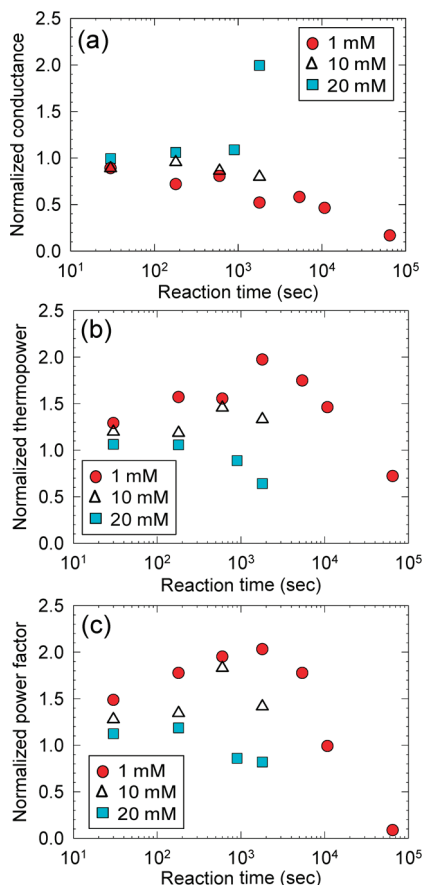 (a)
1 mM
10 mM
20 mM
Normalized conductance
2.5
2.0
1.5
1.0
0.5
0.0
10^1 10^2 10^3 10^4 10^5
Reaction time (sec)
(b)
Normalized thermopower
2.5
2.0
1.5
1.0
0.5
0.0
1 mM
10 mM
20 mM
10^1 10^2 10^3 10^4 10^5
Reaction time (sec)
(c)
Normalized power factor
2.5
2.0
1.5
1.0
0.5
0.0
1 mM
10 mM
20 mM
10^1 10^2 10^3 10^4 10^5
Reaction time (sec)